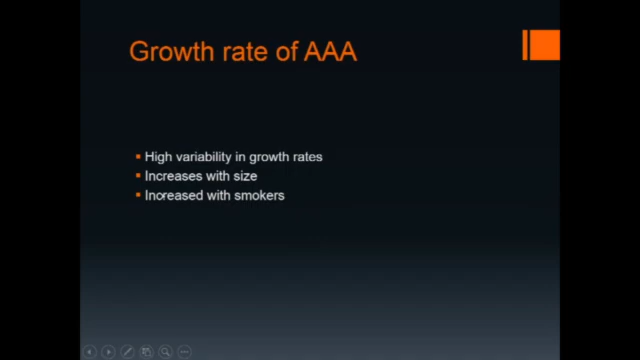 Growth rate of AAA
High variability in growth rates
Increases with size
Increased with smokers